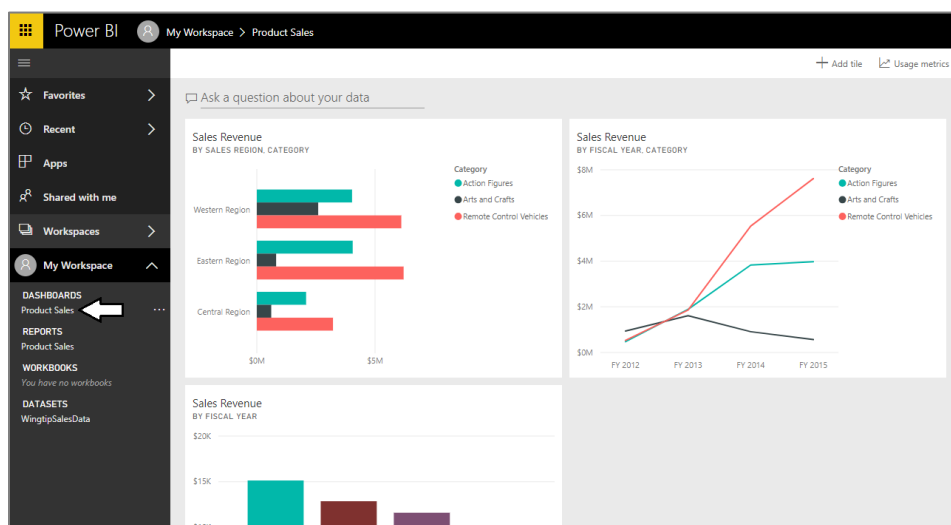 Power BI
My Workspace > Product Sales
Add tile
Usage metrics
Favorites
Recent
Apps
Shared with me
Workspaces
My Workspace
DASHBOARDS
Product Sales
REPORTS
Product Sales
WORKBOOKS
You have no workbooks
DATASETS
WingtipSalesData
Ask a question about your data
Sales Revenue
BY SALES REGION, CATEGORY
Category
Action Figures
Arts and Crafts
Remote Control Vehicles
Western Region
Eastern Region
Central Region
$0M $5M
Sales Revenue
BY FISCAL YEAR, CATEGORY
Category
Action Figures
Arts and Crafts
Remote Control Vehicles
$8M
$6M
$4M
$2M
$0M
FY 2012 FY 2013 FY 2014 FY 2015
Sales Revenue
BY FISCAL YEAR
$20K
$15K